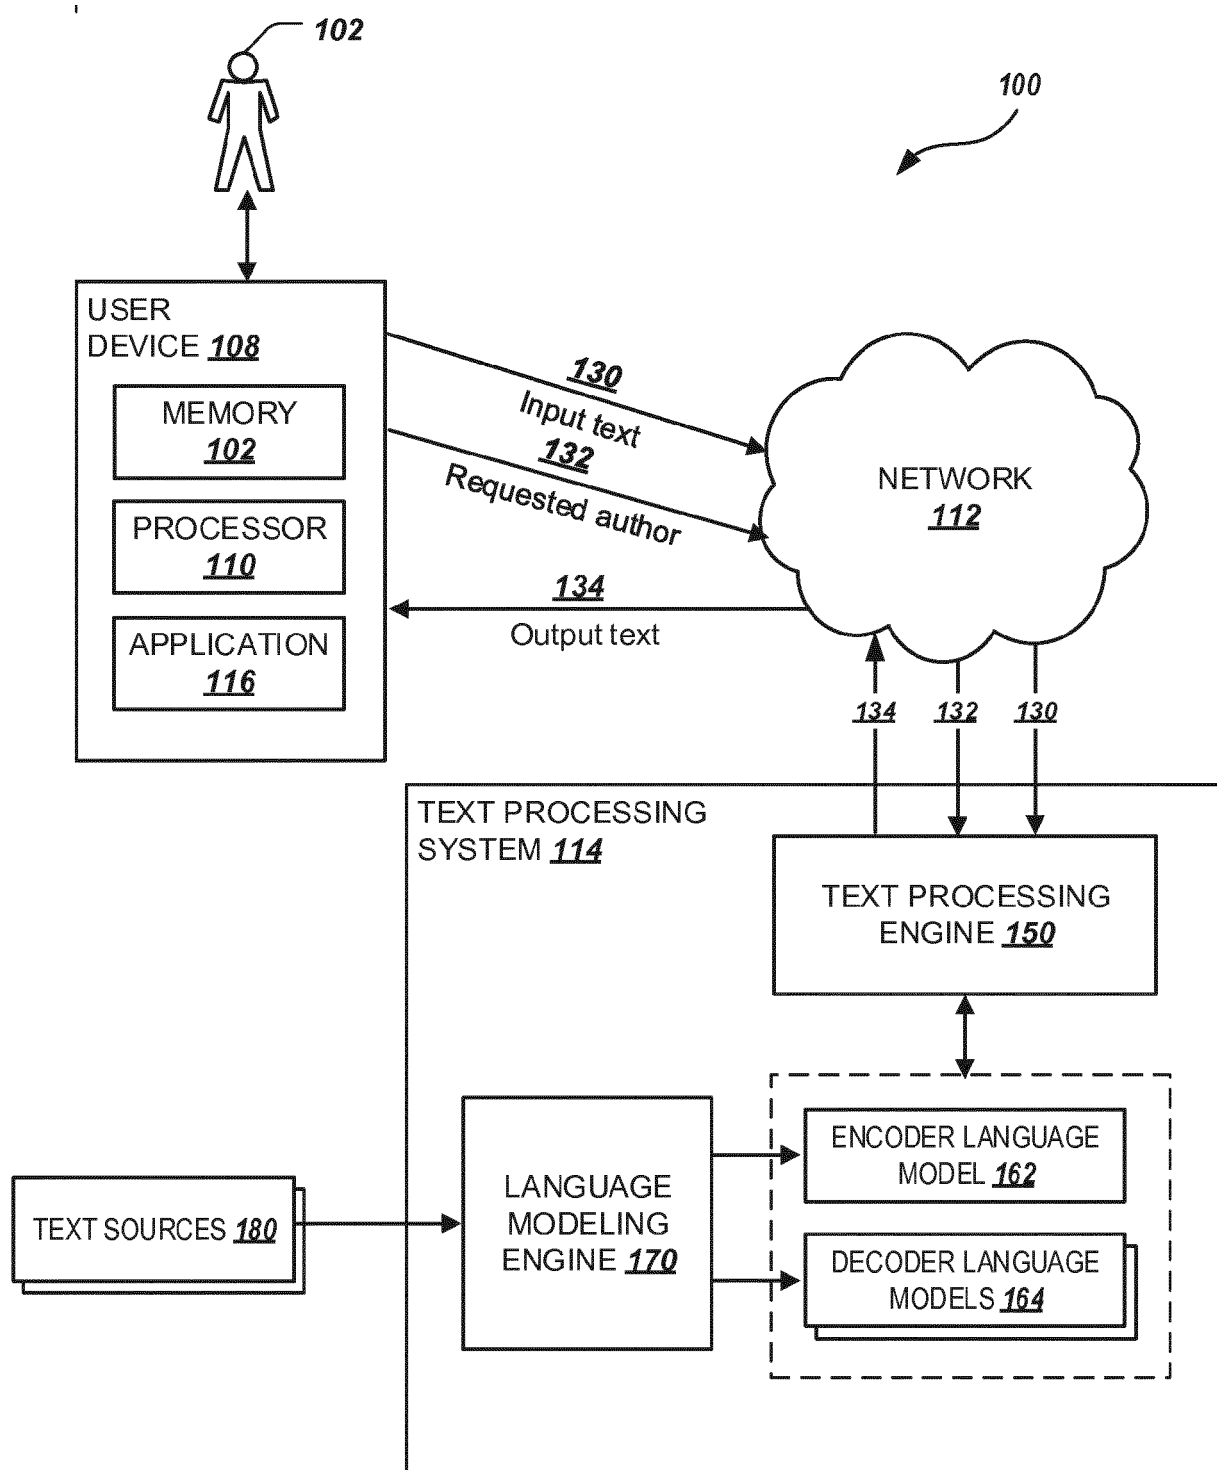 102
100
USER
DEVICE 108
MEMORY
102
PROCESSOR
110
APPLICATION
116
130
Input text
132
Requested author
134
Output text
NETWORK
112
134
132
130
TEXT PROCESSING
SYSTEM 114
TEXT PROCESSING
ENGINE 150
ENCODER LANGUAGE
MODEL 162
LANGUAGE
MODELING
ENGINE 170
TEXT SOURCES 180
DECODER LANGUAGE
MODELS 164